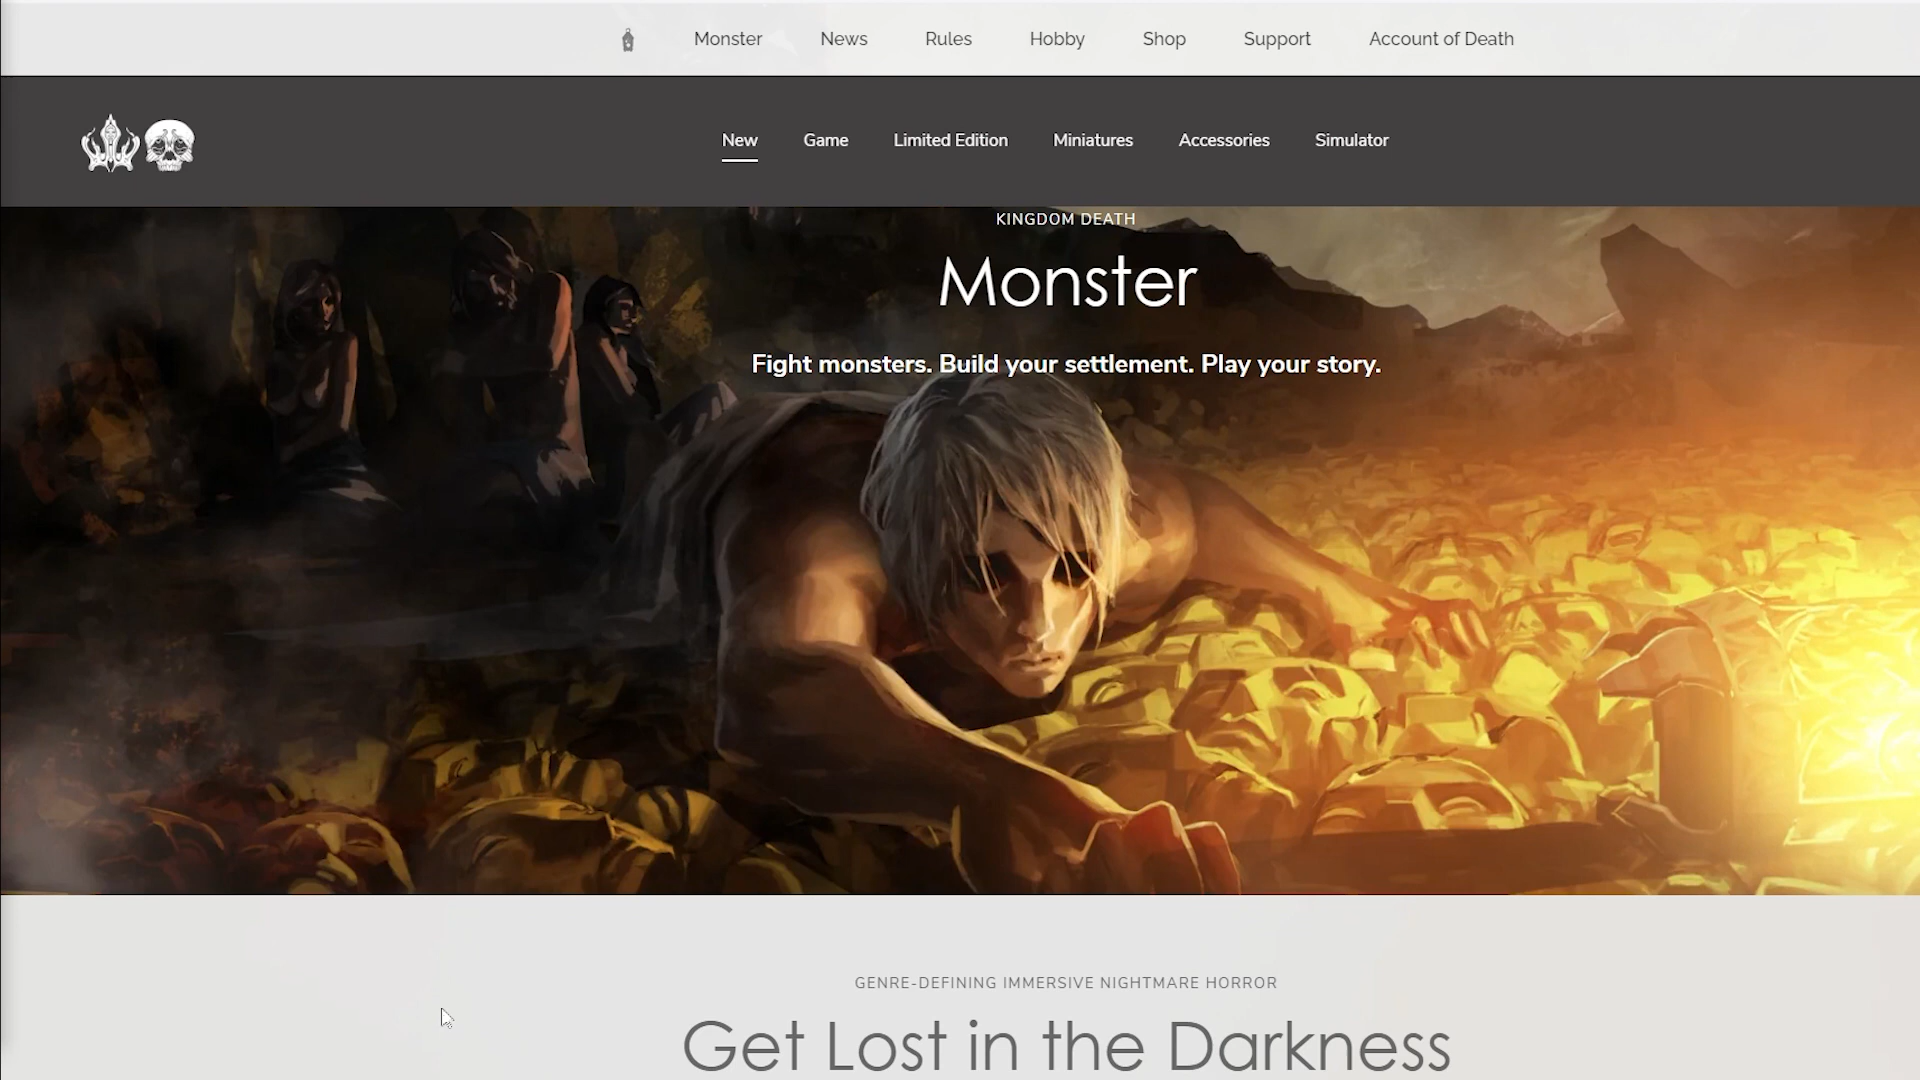 Monster News Rules Hobby Shop Support Account of Death
New Game Limited Edition Miniatures Accessories Simulator
KINGDOM DEATH
Monster
Fight monsters. Build your settlement. Play your story.
GENRE-DEFINING IMMERSIVE NIGHTMARE HORROR
Get Lost in the Darkness